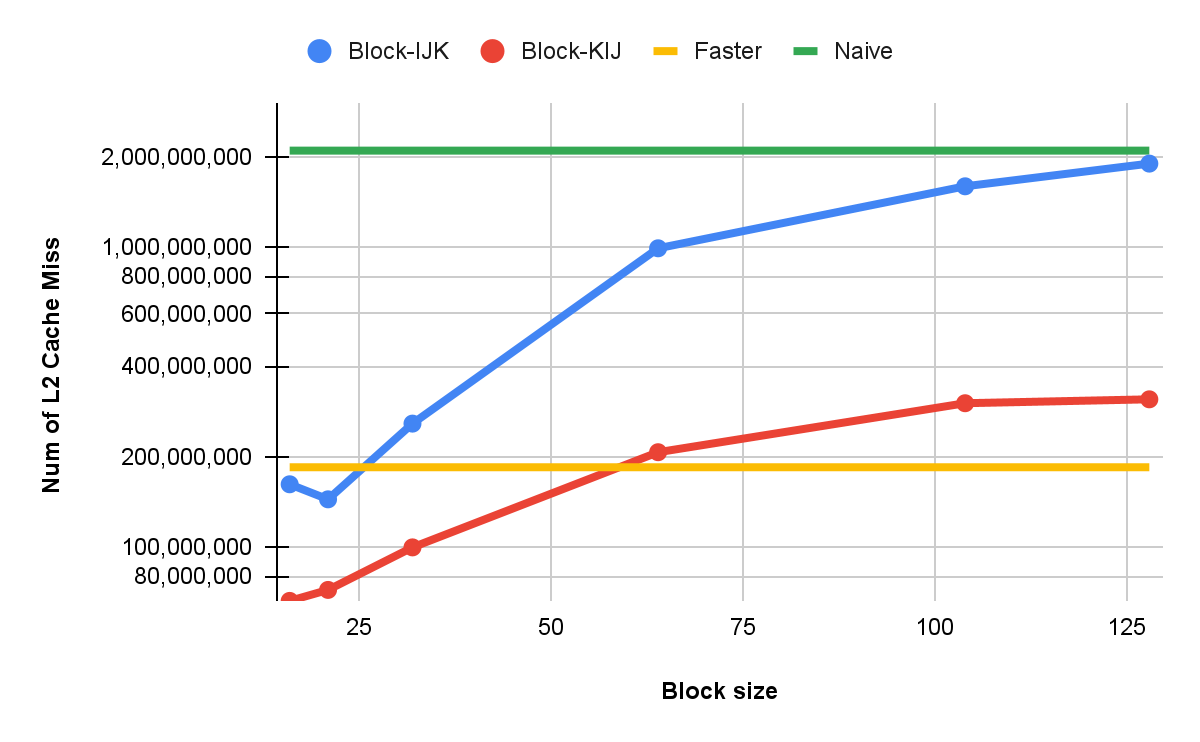 Block-IJK Block-KIJ Faster Naive
Num of L2 Cache Miss
2,000,000,000
1,000,000,000
800,000,000
600,000,000
400,000,000
200,000,000
100,000,000
80,000,000
25 50 75 100 125
Block size